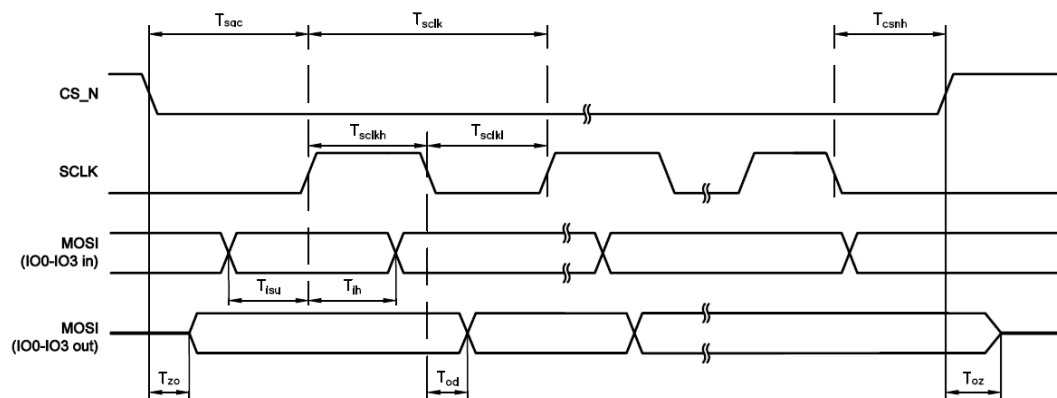 Tsac Tsclk Tcsnh
CS_N
Tsclkh Tsclkl
SCLK
MOSI
(IO0-IO3 in)
Tisu Tih
MOSI
(IO0-IO3 out)
Tzo Tod Toz